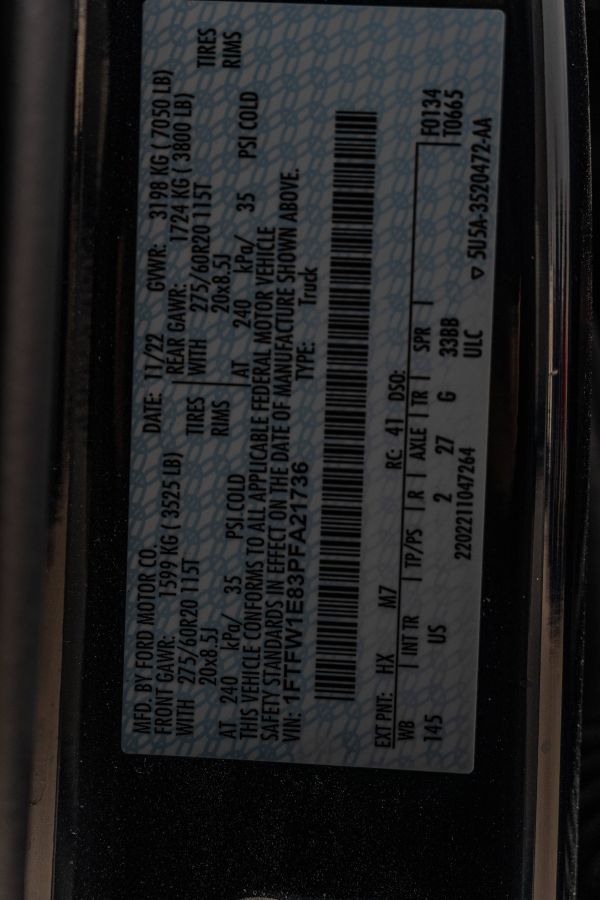 MFD. BY FORD MOTOR CO.
DATE: 11/22 GVWR: 3198 KG ( 7050 LB)
FRONT GAWR: 1599 KG ( 3525 LB)
REAR GAWR: 1724 KG ( 3800 LB)
WITH 275/60R20 115T TIRES
WITH 275/60R20 115T TIRES
20x8.5J RIMS
20x8.5J RIMS
AT 240 kPa/ 35 PSI COLD
AT 240 kPa/ 35 PSI COLD
THIS VEHICLE CONFORMS TO ALL APPLICABLE FEDERAL MOTOR VEHICLE
SAFETY STANDARDS IN EFFECT ON THE DATE OF MANUFACTURE SHOWN ABOVE.
VIN: 1FTFW1E83PFA21736
TYPE: Truck
EXT PNT: HX M7 RC: 41 DSO:
F0134
WB INT TR TP/PS R AXLE TR SPR
T0665
145 US 2 27 G 33BB
2202211047264 ULC ▽ 5U5A-3520472-AA